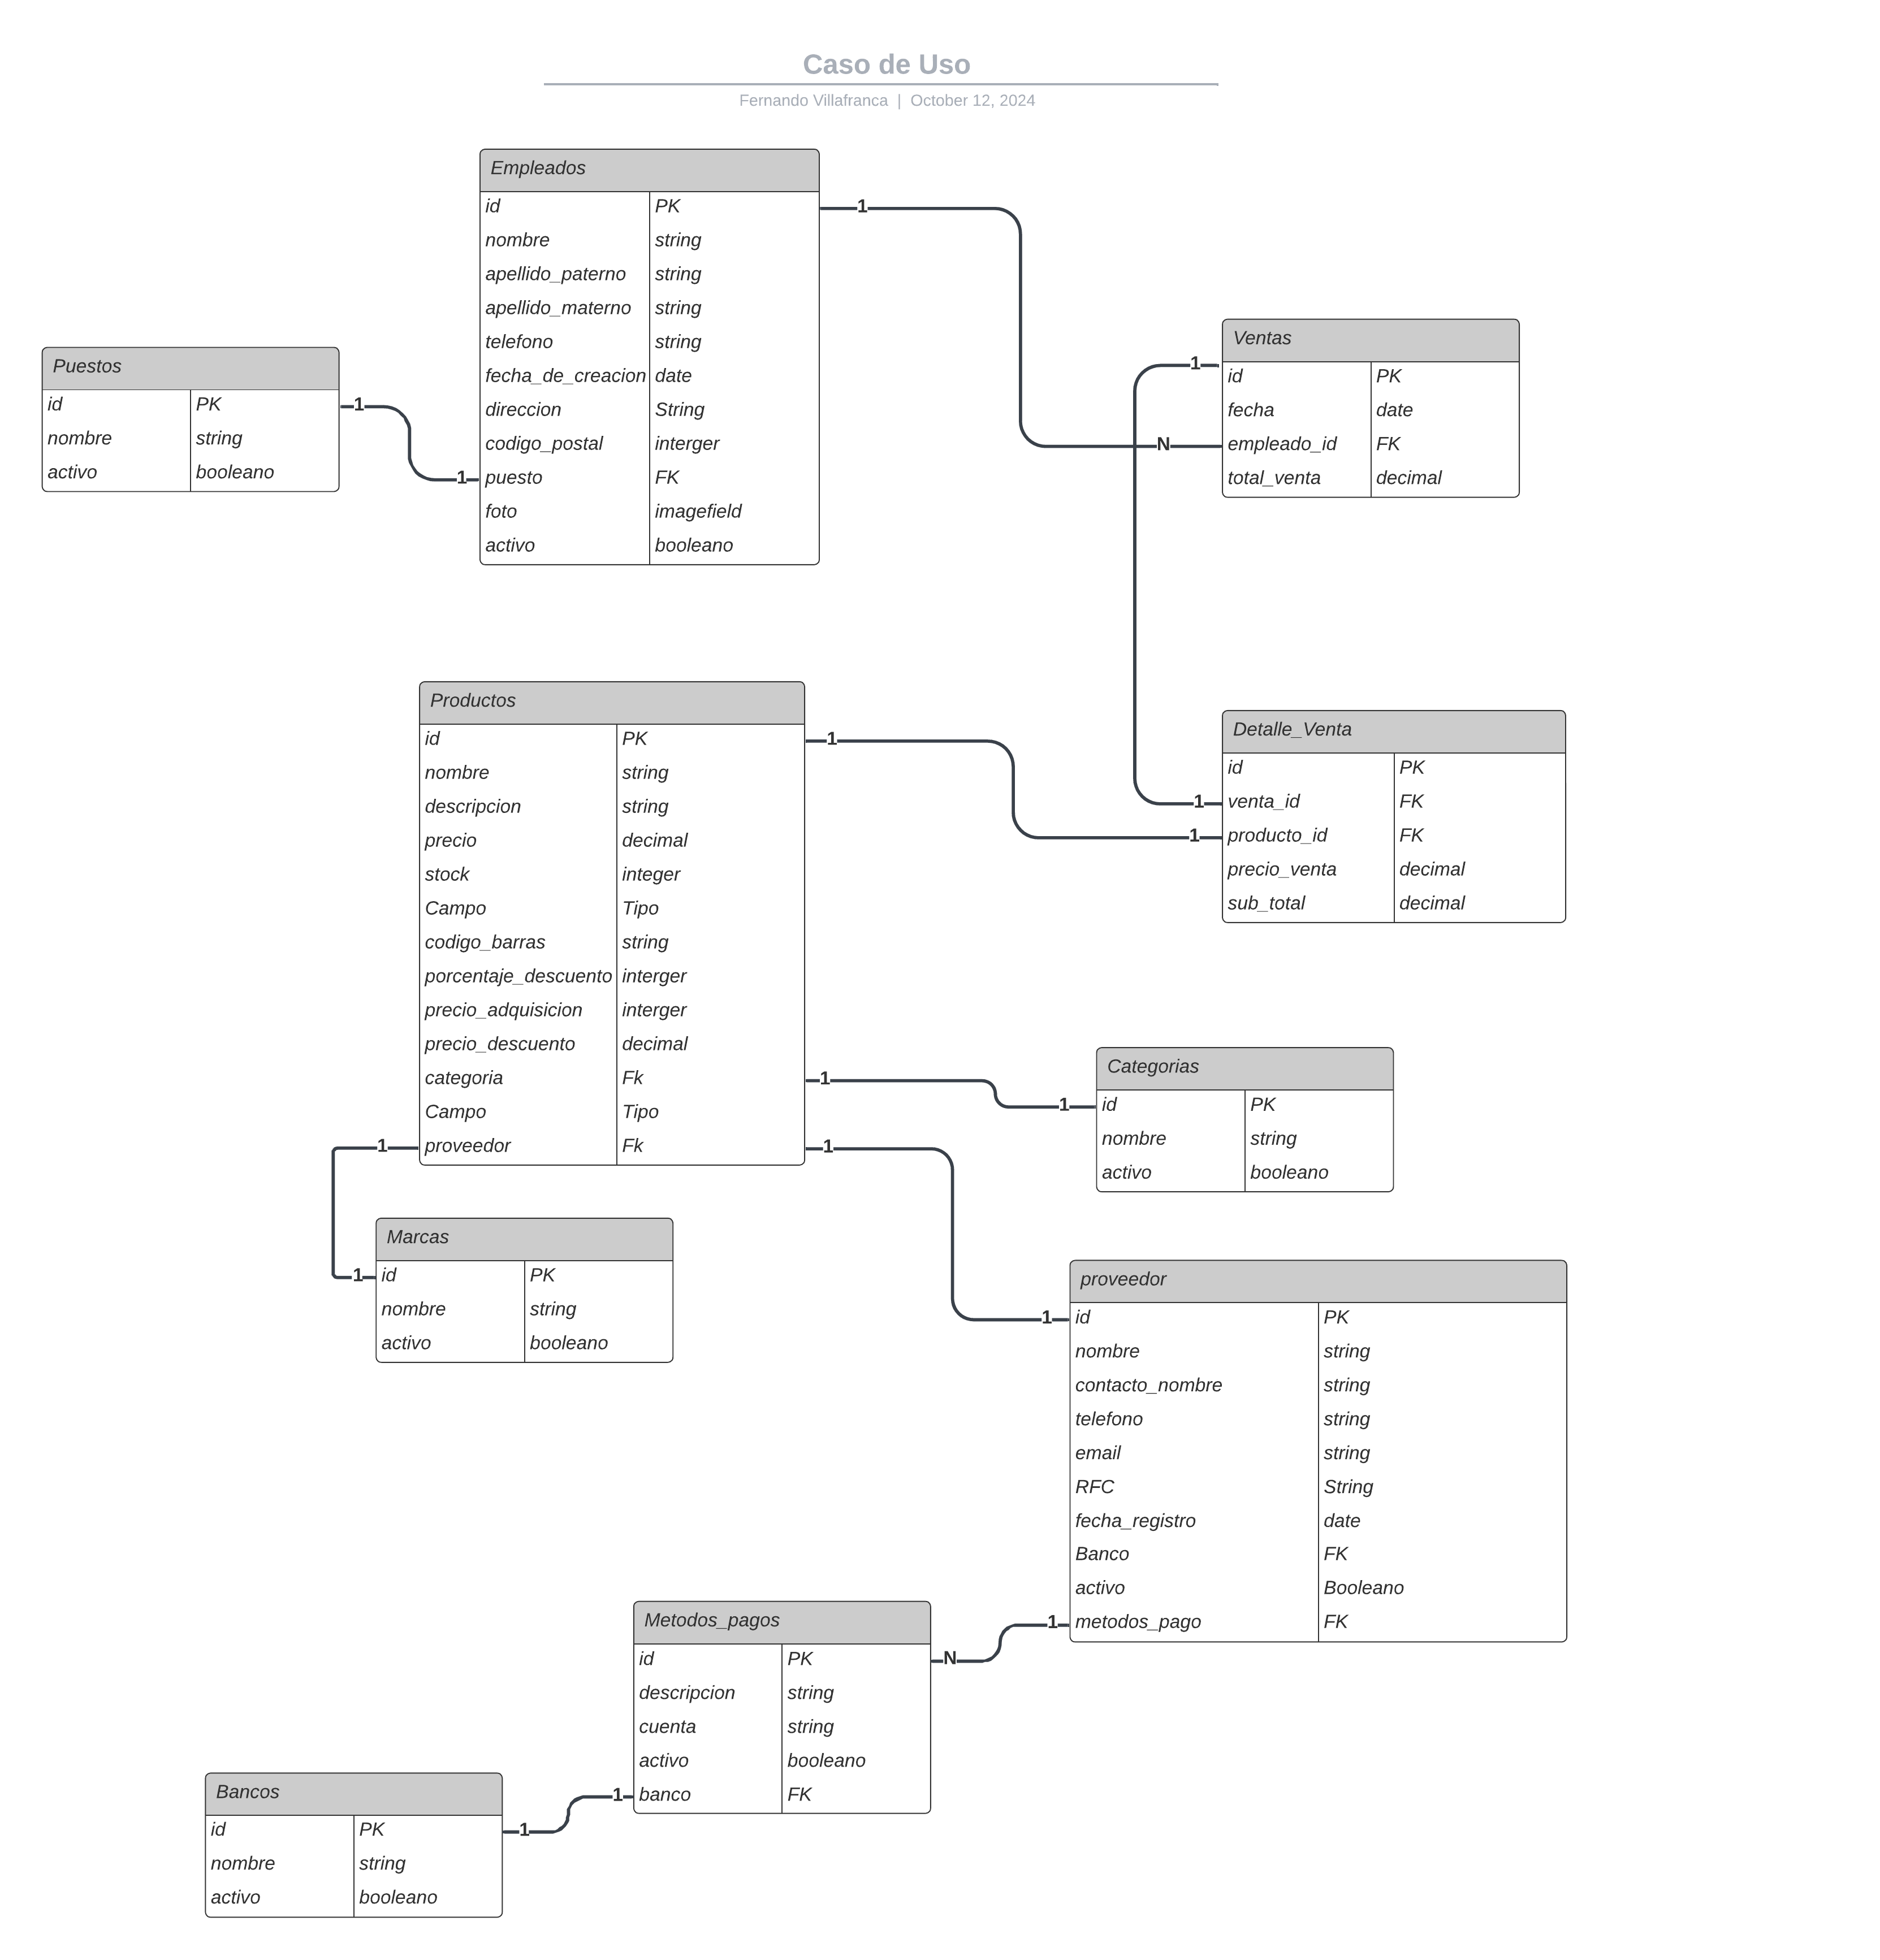 Caso de Uso
Fernando Villafranca | October 12, 2024
Empleados
id PK
nombre string
apellido_paterno string
apellido_materno string
telefono string
fecha_de_creacion date
direccion String
codigo_postal interger
puesto FK
foto imagefield
activo booleano
1
N
Puestos
id PK
nombre string
activo booleano
1
1
Ventas
id PK
fecha date
empleado_id FK
total_venta decimal
1
1
Productos
id PK
nombre string
descripcion string
precio decimal
stock integer
Campo Tipo
codigo_barras string
porcentaje_descuento interger
precio_adquisicion interger
precio_descuento decimal
categoria Fk
Campo Tipo
proveedor Fk
1
1
Detalle_Venta
id PK
venta_id FK
producto_id FK
precio_venta decimal
sub_total decimal
1
1
Categorias
id PK
nombre string
activo booleano
1
1
Marcas
id PK
nombre string
activo booleano
1
1
proveedor
id PK
nombre string
contacto_nombre string
telefono string
email string
RFC String
fecha_registro date
Banco FK
activo Booleano
metodos_pago FK
1
N
Metodos_pagos
id PK
descripcion string
cuenta string
activo booleano
banco FK
1
1
Bancos
id PK
nombre string
activo booleano